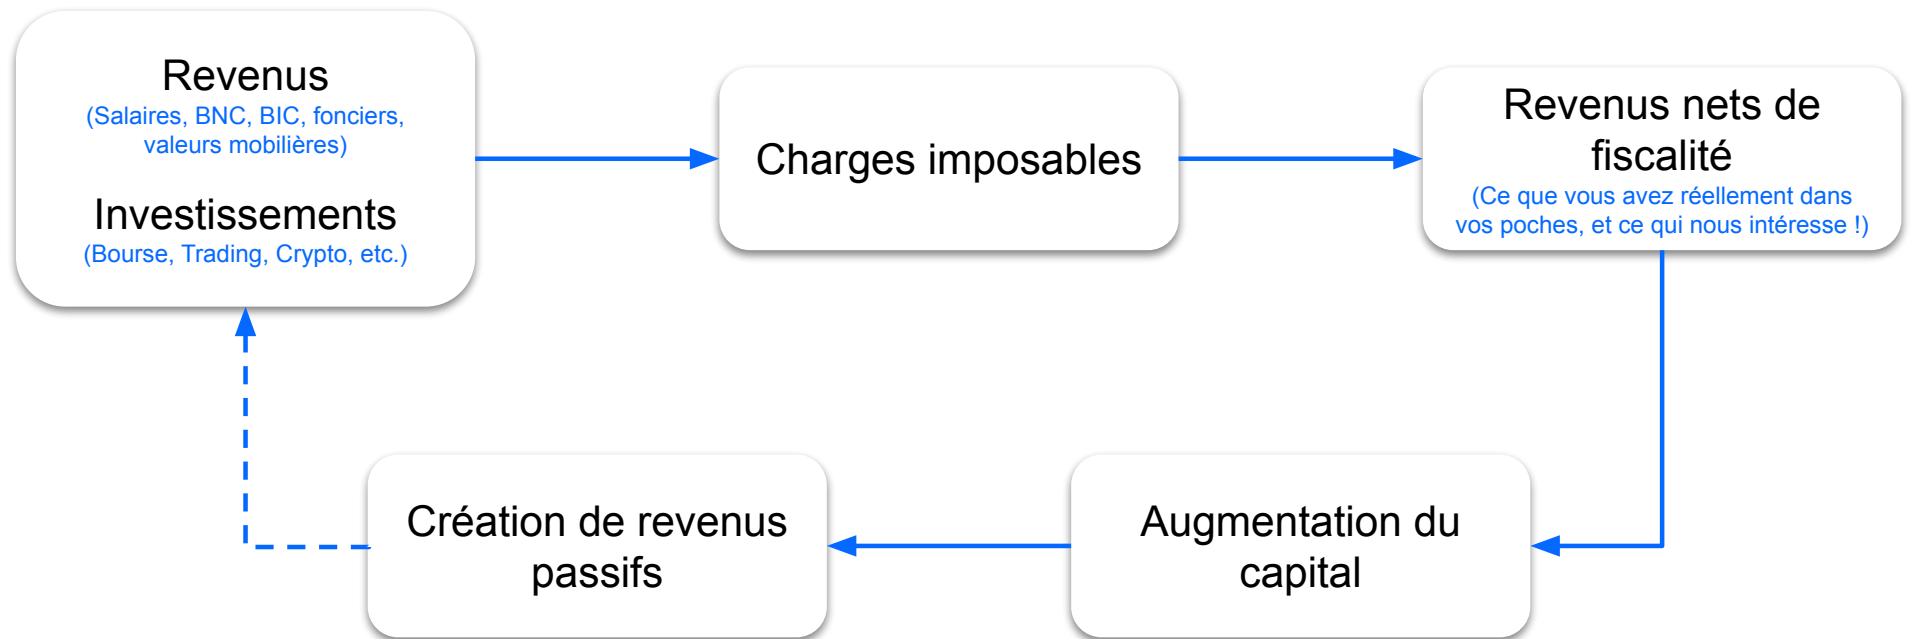 Revenus
(Salaires, BNC, BIC, fonciers,
valeurs mobilières)
Investissements
(Bourse, Trading, Crypto, etc.)
Charges imposables
Revenus nets de
fiscalité
(Ce que vous avez réellement dans
vos poches, et ce qui nous intéresse !)
Création de revenus
passifs
Augmentation du
capital